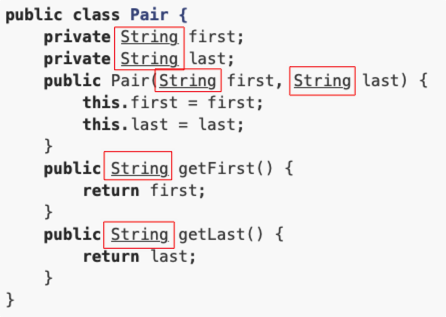 public class Pair {
    private String first;
    private String last;
    public Pair(String first, String last) {
        this.first = first;
        this.last = last;
    }
    public String getFirst() {
        return first;
    }
    public String getLast() {
        return last;
    }
}